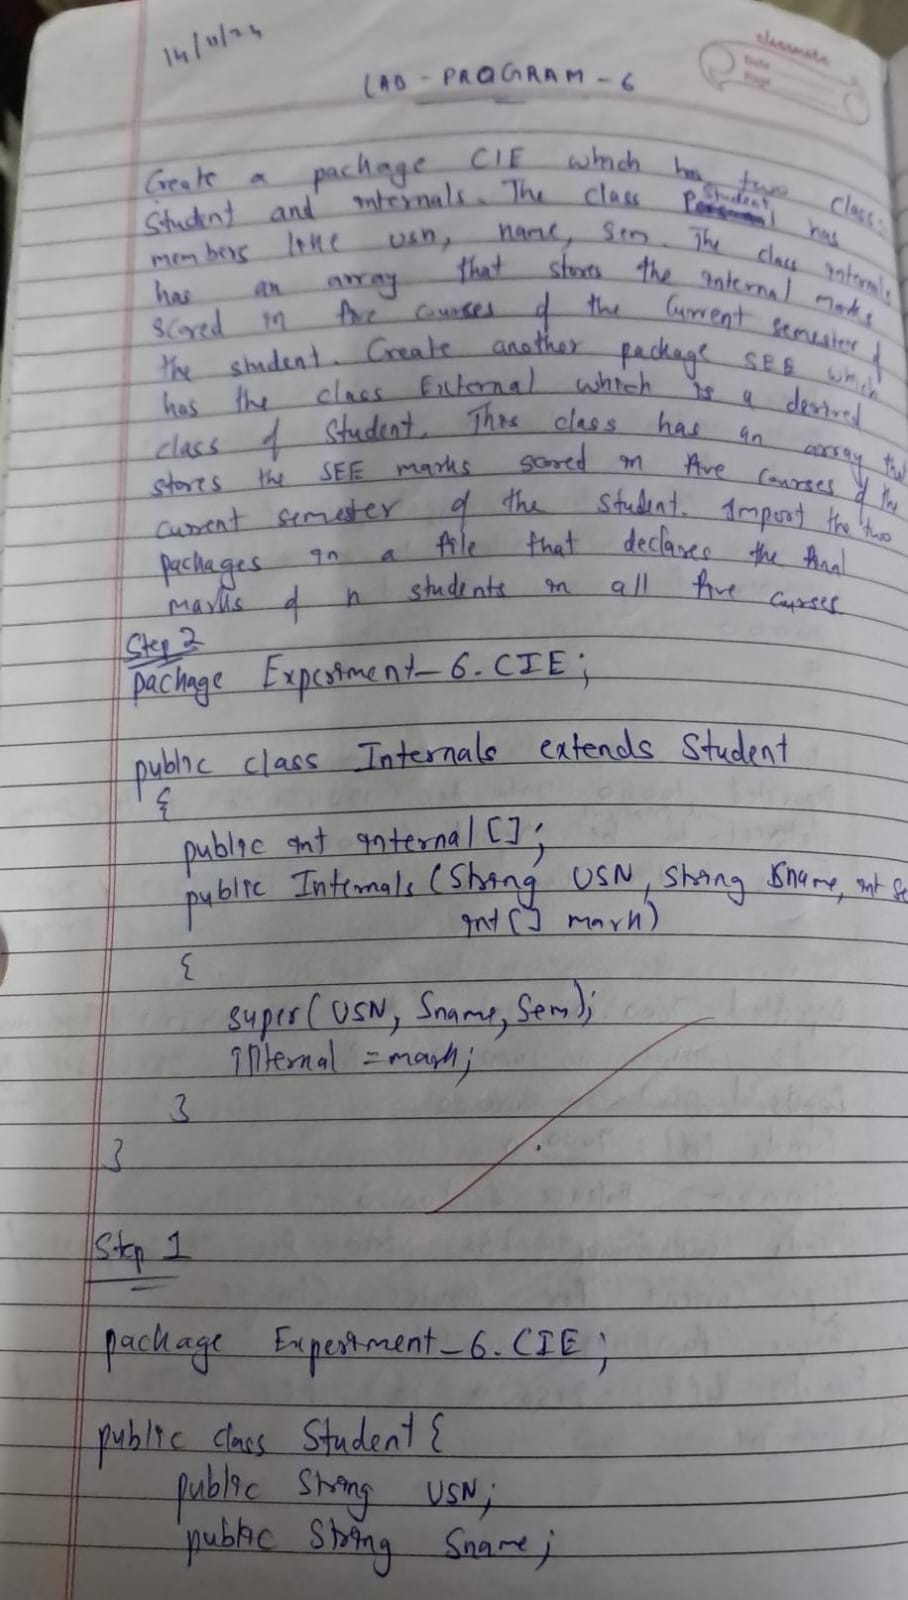 14/11/24
classmate
Date
Page
LAB - PROGRAM - 6
Create a package CIE which has two class:
Student and internals. The class Student has
members like usn, name, sem. The class internals
has an array that stores the internal marks
scored in five courses of the current semester of
the student. Create another package SEE which
has the class External which is a derived
class of Student. This class has an array that
stores the SEE marks scored in five courses of the
current semester of the student. Import the two
packages in a file that declares the final
marks of n students in all five courses
Step 2
package Experiment_6.CIE;
public class Internals extends Student
{
public int internal[];
public Internals (String USN, String Sname, int Se
int[] mark)
{
super(USN, Sname, Sem);
internal = mark;
}
}
Step 1
package Experiment_6.CIE;
public class Student {
public String USN;
public String Sname;